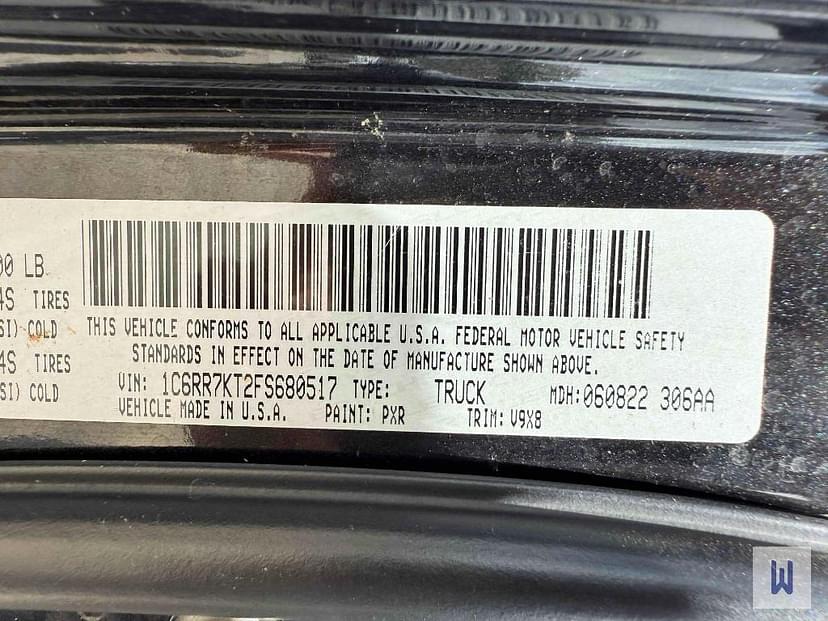 00 LB
4S TIRES
SI) COLD
4S TIRES
SI) COLD
THIS VEHICLE CONFORMS TO ALL APPLICABLE U.S.A. FEDERAL MOTOR VEHICLE SAFETY
STANDARDS IN EFFECT ON THE DATE OF MANUFACTURE SHOWN ABOVE.
VIN: 1C6RR7KT2FS680517 TYPE: TRUCK MDH:060822 306AA
VEHICLE MADE IN U.S.A. PAINT: PXR TRIM: V9X8
W